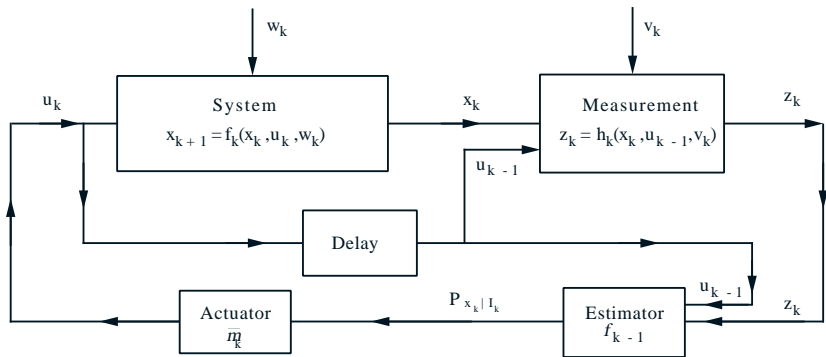 w_k
v_k
u_k
System
x_{k + 1} = f_k(x_k ,u_k ,w_k)
x_k
Measurement
z_k = h_k(x_k ,u_{k - 1} ,v_k)
z_k
u_{k - 1}
Delay
u_{k - 1}
P_{x_k | I_k}
z_k
Actuator
m̅_k
Estimator
f_{k - 1}